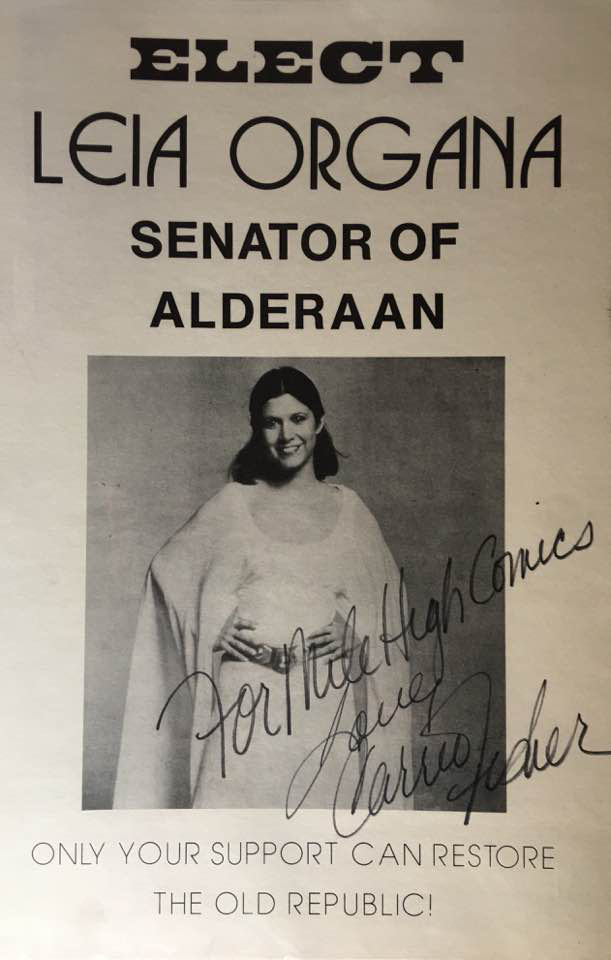 ELECT
LEIA ORGANA
SENATOR OF
ALDERAAN
For Mile High Comics
Love,
Carrie Fisher
ONLY YOUR SUPPORT CAN RESTORE
THE OLD REPUBLIC!